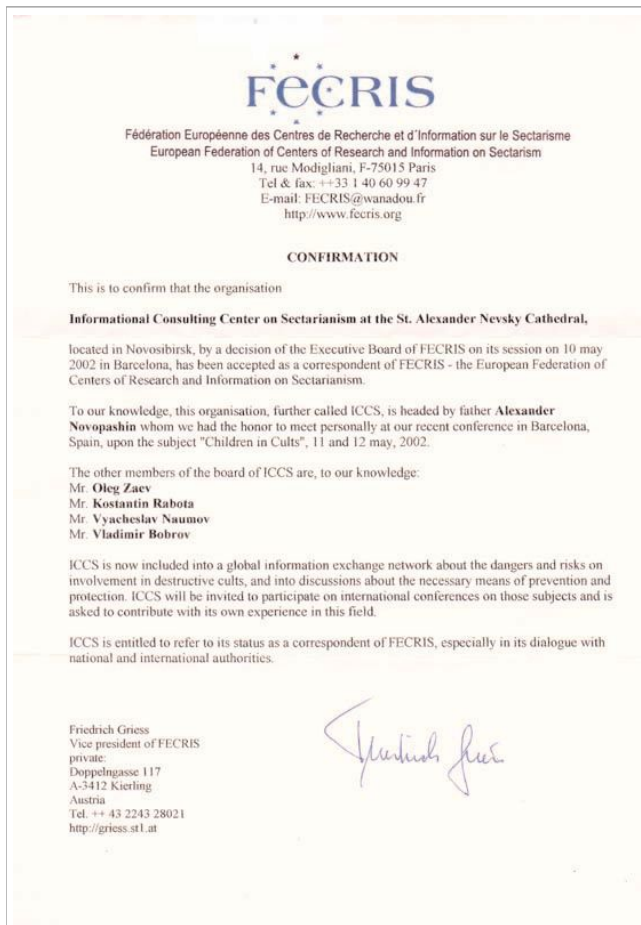 FECRIS
Fédération Européenne des Centres de Recherche et d´Information sur le Sectarisme
European Federation of Centers of Research and Information on Sectarism
14, rue Modigliani, F-75015 Paris
Tel & fax: ++33 1 40 60 99 47
E-mail: FECRIS@wanadou.fr
http://www.fecris.org
CONFIRMATION
This is to confirm that the organisation
Informational Consulting Center on Sectarianism at the St. Alexander Nevsky Cathedral,
located in Novosibirsk, by a decision of the Executive Board of FECRIS on its session on 10 may
2002 in Barcelona, has been accepted as a correspondent of FECRIS - the European Federation of
Centers of Research and Information on Sectarianism.
To our knowledge, this organisation, further called ICCS, is headed by father Alexander
Novopashin whom we had the honor to meet personally at our recent conference in Barcelona,
Spain, upon the subject "Children in Cults", 11 and 12 may, 2002.
The other members of the board of ICCS are, to our knowledge:
Mr. Oleg Zaev
Mr. Kostantin Rabota
Mr. Vyacheslav Naumov
Mr. Vladimir Bobrov
ICCS is now included into a global information exchange network about the dangers and risks on
involvement in destructive cults, and into discussions about the necessary means of prevention and
protection. ICCS will be invited to participate on international conferences on those subjects and is
asked to contribute with its own experience in this field.
ICCS is entitled to refer to its status as a correspondent of FECRIS, especially in its dialogue with
national and international authorities.
Friedrich Griess
Vice president of FECRIS
private:
Doppelngasse 117
A-3412 Kierling
Austria
Tel. ++ 43 2243 28021
http://griess.st1.at